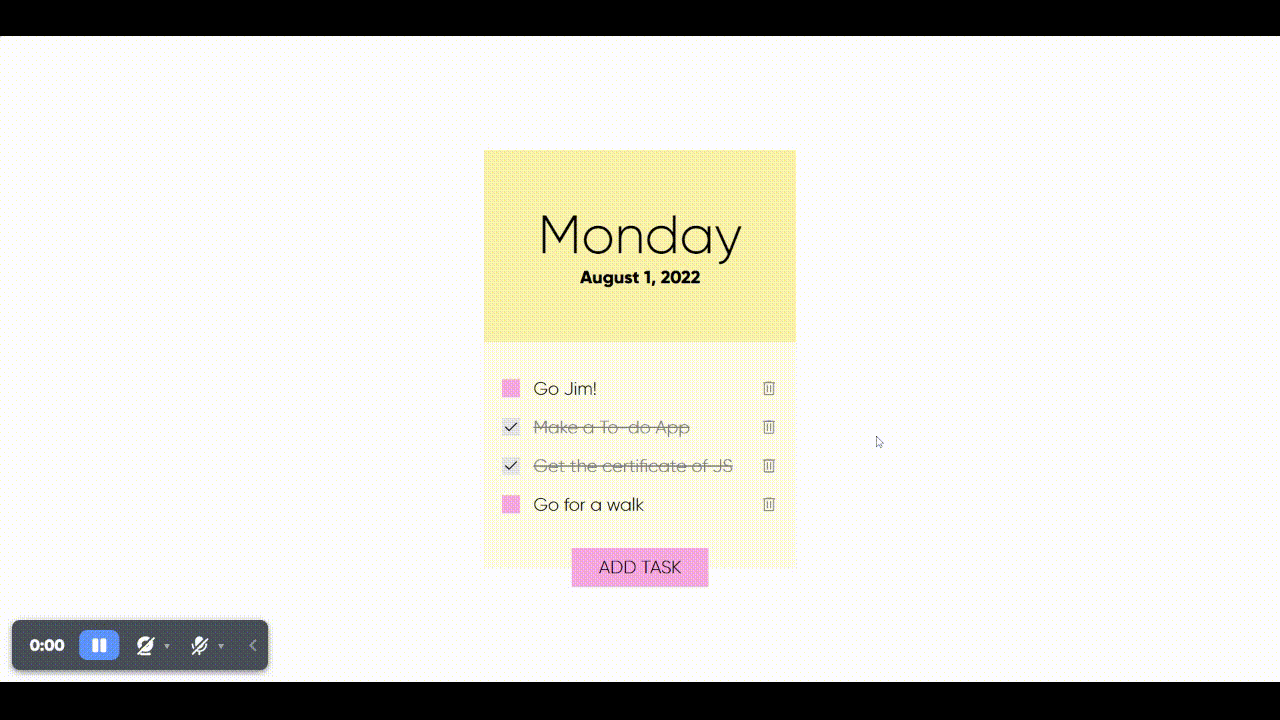 Monday
August 1, 2022
Go Jim!
Make a To-do App
Get the certificate of JS
Go for a walk
ADD TASK
0:00